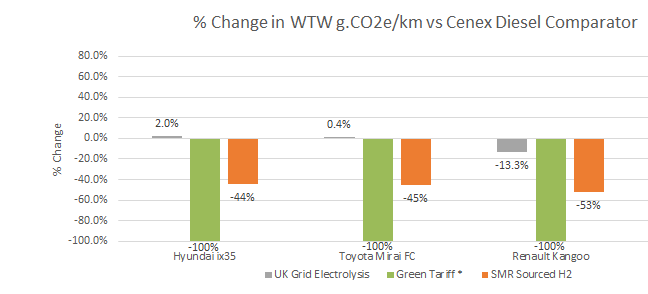 % Change in WTW g.CO2e/km vs Cenex Diesel Comparator
% Change
80.0%
60.0%
40.0%
20.0%
0.0%
-20.0%
-40.0%
-60.0%
-80.0%
-100.0%
2.0%
-100%
-44%
0.4%
-100%
-45%
-13.3%
-100%
-53%
Hyundai ix35
Toyota Mirai FC
Renault Kangoo
UK Grid Electrolysis
Green Tariff *
SMR Sourced H2